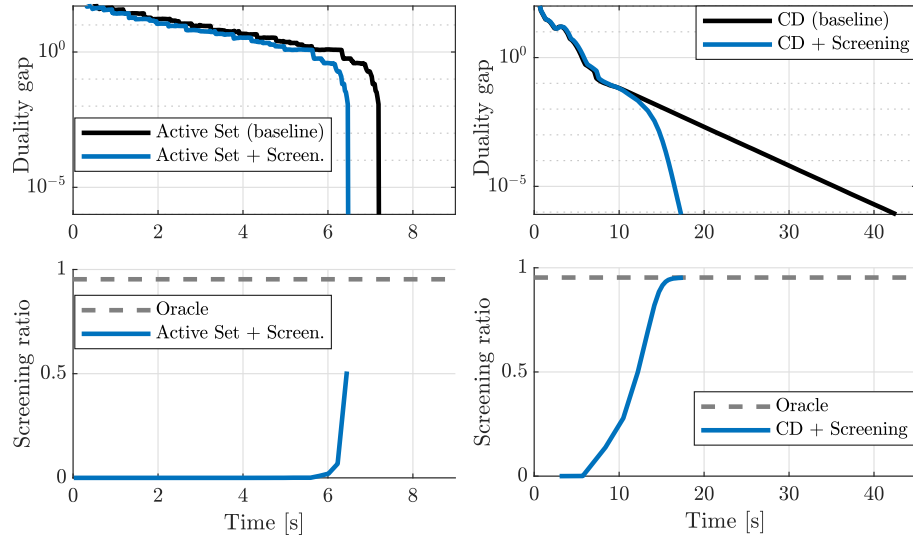 Duality gap
10^0
10^-5
Active Set (baseline)
Active Set + Screen.
0 2 4 6 8
Duality gap
10^0
10^-5
CD (baseline)
CD + Screening
0 10 20 30 40
Screening ratio
1
0.5
0
Oracle
Active Set + Screen.
0 2 4 6 8
Time [s]
Screening ratio
1
0.5
0
Oracle
CD + Screening
0 10 20 30 40
Time [s]